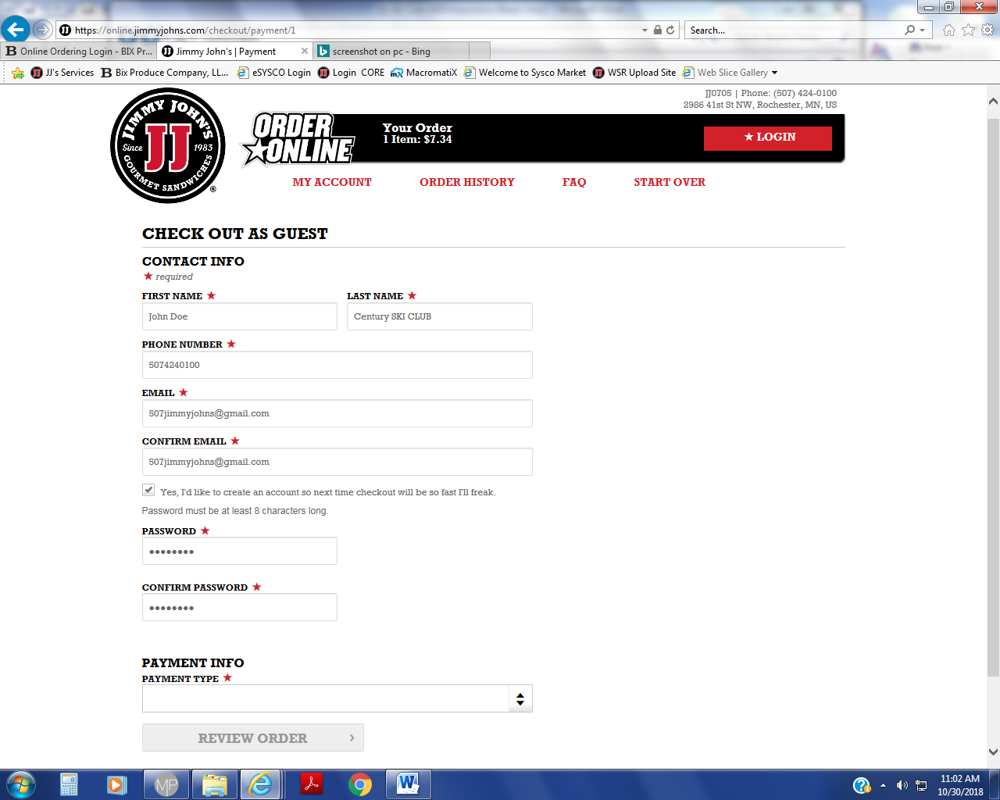 https://online.jimmyjohns.com/checkout/payment/1
Search...
Online Ordering Login - BIX Pr...
Jimmy John's | Payment
screenshot on pc - Bing
JJ's Services
Bix Produce Company, LL...
eSYSCO Login
Login CORE
MacromatiX
Welcome to Sysco Market
WSR Upload Site
Web Slice Gallery
JJ0705 | Phone: (507) 424-0100
2986 41st St NW, Rochester, MN, US
JIMMY JOHN'S
Since JJ 1983
GOURMET SANDWICHES
®
ORDER ONLINE
Your Order
1 Item: $7.34
★ LOGIN
MY ACCOUNT
ORDER HISTORY
FAQ
START OVER
CHECK OUT AS GUEST
CONTACT INFO
★ required
FIRST NAME ★
LAST NAME ★
John Doe
Century SKI CLUB
PHONE NUMBER ★
5074240100
EMAIL ★
507jimmyjohns@gmail.com
CONFIRM EMAIL ★
507jimmyjohns@gmail.com
Yes, I'd like to create an account so next time checkout will be so fast I'll freak.
Password must be at least 8 characters long.
PASSWORD ★
••••••••
CONFIRM PASSWORD ★
••••••••
PAYMENT INFO
PAYMENT TYPE ★
REVIEW ORDER ›
MP
11:02 AM
10/30/2018